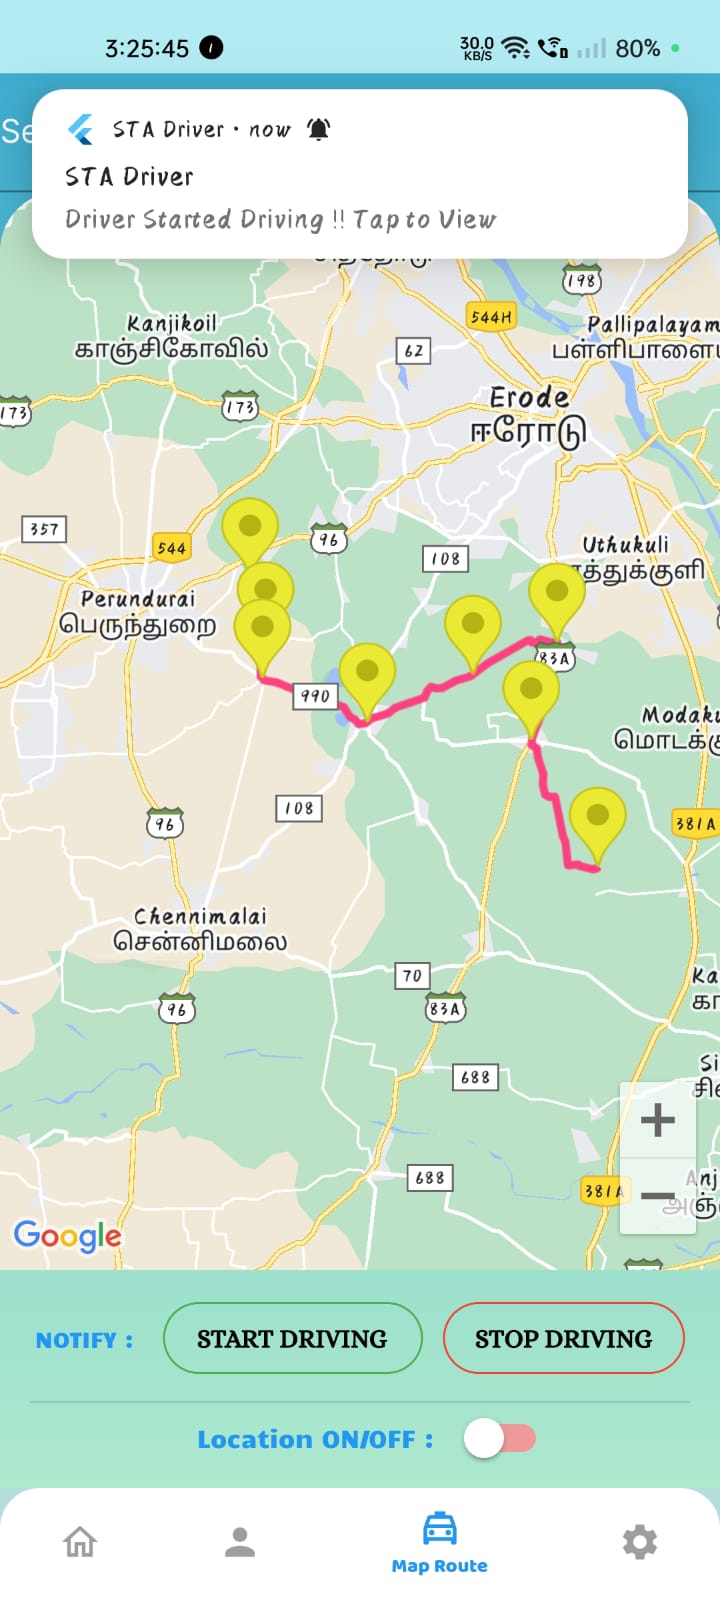 3:25:45
30.0
KB/S
80%
Se
STA Driver • now
STA Driver
Driver Started Driving !! Tap to View
198
544H
Kanjikoil
காஞ்சிகோவில்
62
Pallipalayam
பள்ளிபாளைய
173
173
Erode
ஈரோடு
357
544
96
108
Uthukuli
த்துக்குளி
Perundurai
பெருந்துறை
83A
990
Modaku
மொடக்கு
108
96
381A
Chennimalai
சென்னிமலை
70
Ka
கா
96
83A
Si
சி
688
688
381A
Anj
அஞ்
Google
NOTIFY :
START DRIVING
STOP DRIVING
Location ON/OFF :
Map Route